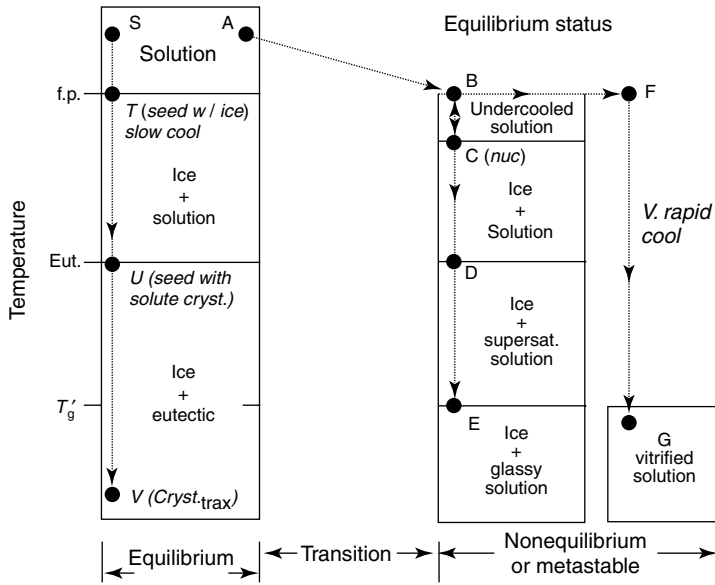 Equilibrium status
S
A
Solution
B
F
f.p.
T (seed w / ice)
slow cool
Undercooled
solution
C (nuc)
Ice
+
solution
Ice
+
Solution
V. rapid
cool
Temperature
Eut.
U (seed with
solute cryst.)
D
Ice
+
supersat.
solution
Ice
+
eutectic
T′g
E
Ice
+
glassy
solution
G
vitrified
solution
V (Cryst.trax)
Equilibrium
Transition
Nonequilibrium
or metastable